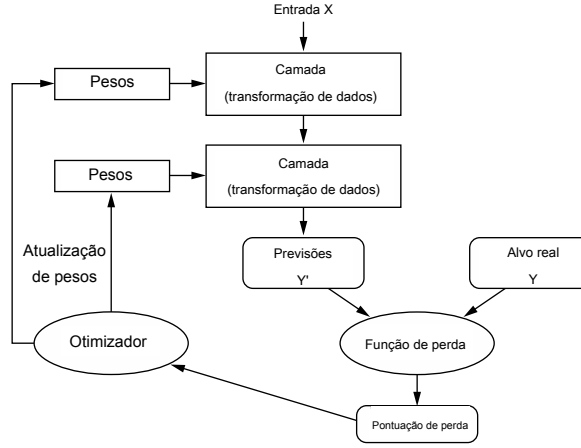 Entrada X
Pesos
Camada
(transformação de dados)
Pesos
Camada
(transformação de dados)
Atualização
de pesos
Previsões
Y'
Alvo real
Y
Otimizador
Função de perda
Pontuação de perda